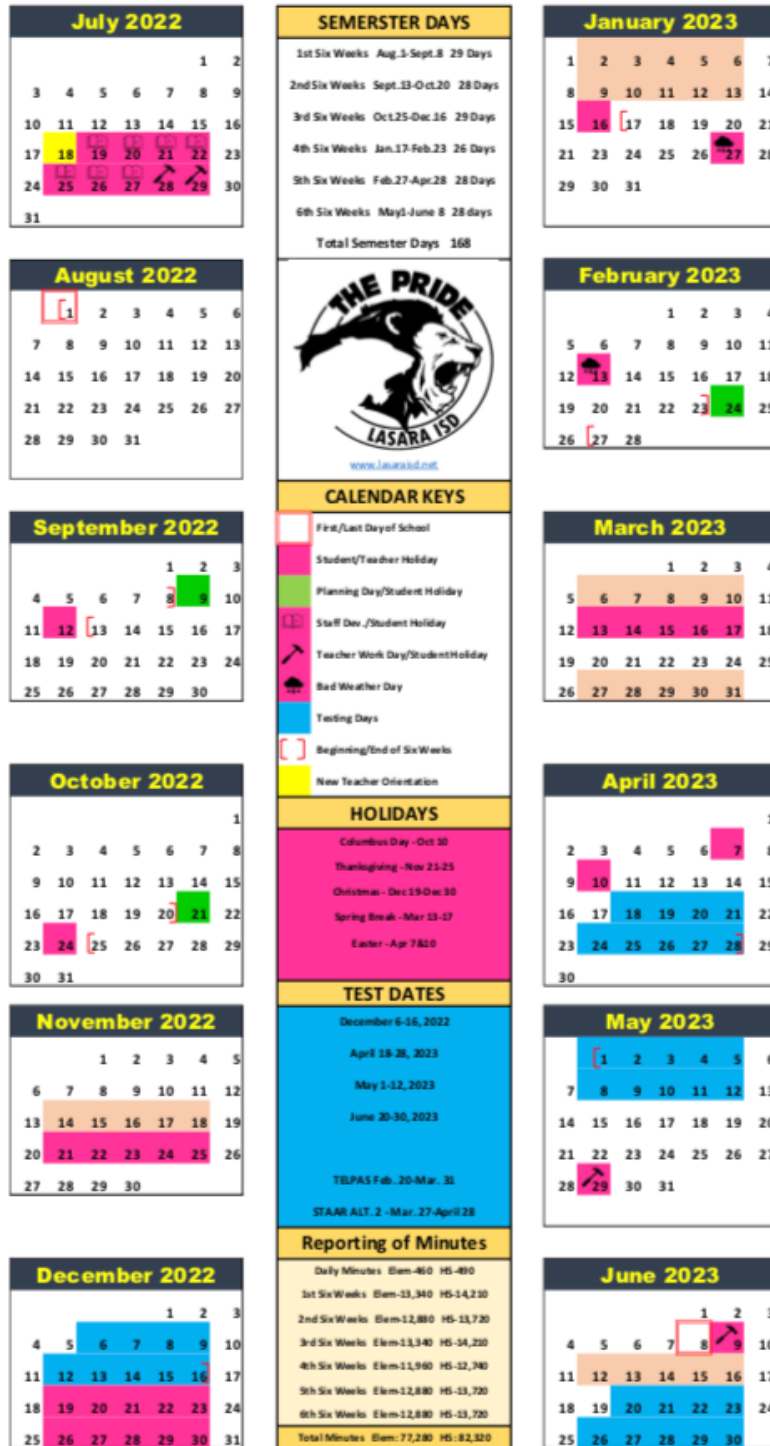 July 2022
1 2
3 4 5 6 7 8 9
10 11 12 13 14 15 16
17 18 19 20 21 22 23
24 25 26 27 28 29 30
31
August 2022
1 2 3 4 5 6
7 8 9 10 11 12 13
14 15 16 17 18 19 20
21 22 23 24 25 26 27
28 29 30 31
September 2022
1 2 3
4 5 6 7 8 9 10
11 12 13 14 15 16 17
18 19 20 21 22 23 24
25 26 27 28 29 30
October 2022
1
2 3 4 5 6 7 8
9 10 11 12 13 14 15
16 17 18 19 20 21 22
23 24 25 26 27 28 29
30 31
November 2022
1 2 3 4 5
6 7 8 9 10 11 12
13 14 15 16 17 18 19
20 21 22 23 24 25 26
27 28 29 30
December 2022
1 2 3
4 5 6 7 8 9 10
11 12 13 14 15 16 17
18 19 20 21 22 23 24
25 26 27 28 29 30 31
SEMERSTER DAYS
1st Six Weeks Aug.1-Sept.8 29 Days
2nd Six Weeks Sept.13-Oct.20 28 Days
3rd Six Weeks Oct.25-Dec.16 29 Days
4th Six Weeks Jan.17-Feb.23 26 Days
5th Six Weeks Feb.27-Apr.28 28 Days
6th Six Weeks May1-June 8 28 days
Total Semester Days 168
THE PRIDE
LASARA ISD
www.lasaraisd.net
CALENDAR KEYS
First/Last Day of School
Student/Teacher Holiday
Planning Day/Student Holiday
Staff Dev./Student Holiday
Teacher Work Day/Student Holiday
Bad Weather Day
Testing Days
[ ] Beginning/End of Six Weeks
New Teacher Orientation
HOLIDAYS
Columbus Day - Oct 10
Thanksgiving - Nov 21-25
Christmas - Dec 19-Dec 30
Spring Break - Mar 13-17
Easter - Apr 7&10
TEST DATES
December 6-16, 2022
April 18-28, 2023
May 1-12, 2023
June 20-30, 2023
TELPAS Feb. 20-Mar. 31
STAAR ALT. 2 - Mar. 27-April 28
Reporting of Minutes
Daily Minutes Elem-460 HS-490
1st Six Weeks Elem-13,340 HS-14,210
2nd Six Weeks Elem-12,880 HS-13,720
3rd Six Weeks Elem-13,340 HS-14,210
4th Six Weeks Elem-11,960 HS-12,740
5th Six Weeks Elem-12,880 HS-13,720
6th Six Weeks Elem-12,880 HS-13,720
Total Minutes Elem: 77,280 HS: 82,320
January 2023
1 2 3 4 5 6 7
8 9 10 11 12 13 14
15 16 17 18 19 20 21
21 23 24 25 26 27 28
29 30 31
February 2023
1 2 3 4
5 6 7 8 9 10 11
12 13 14 15 16 17 18
19 20 21 22 23 24 25
26 27 28
March 2023
1 2 3 4
5 6 7 8 9 10 11
12 13 14 15 16 17 18
19 20 21 22 23 24 25
26 27 28 29 30 31
April 2023
1
2 3 4 5 6 7 8
9 10 11 12 13 14 15
16 17 18 19 20 21 22
23 24 25 26 27 28 29
30
May 2023
1 2 3 4 5 6
7 8 9 10 11 12 13
14 15 16 17 18 19 20
21 22 23 24 25 26 27
28 29 30 31
June 2023
1 2 3
4 5 6 7 8 9 10
11 12 13 14 15 16 17
18 19 20 21 22 23 24
25 26 27 28 29 30